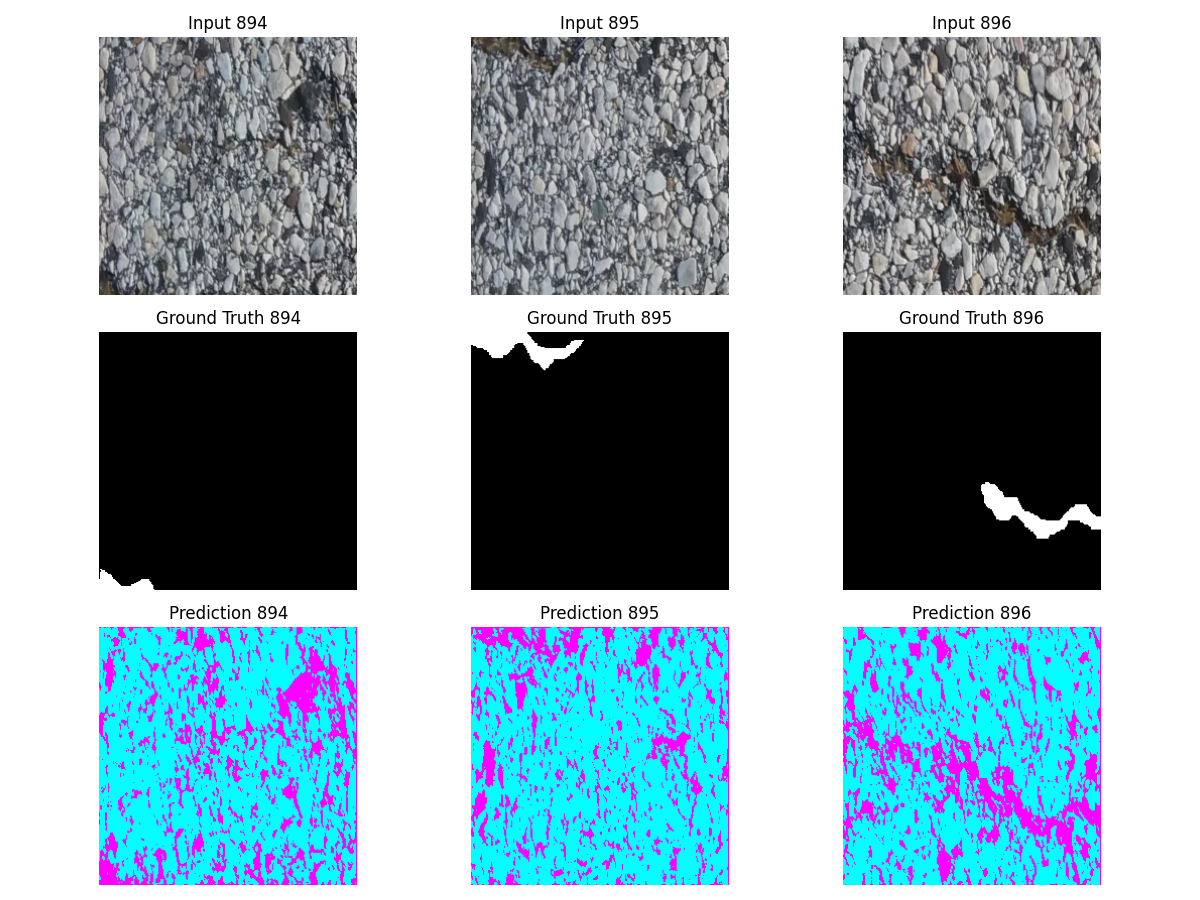 Input 894
Input 895
Input 896
Ground Truth 894
Ground Truth 895
Ground Truth 896
Prediction 894
Prediction 895
Prediction 896